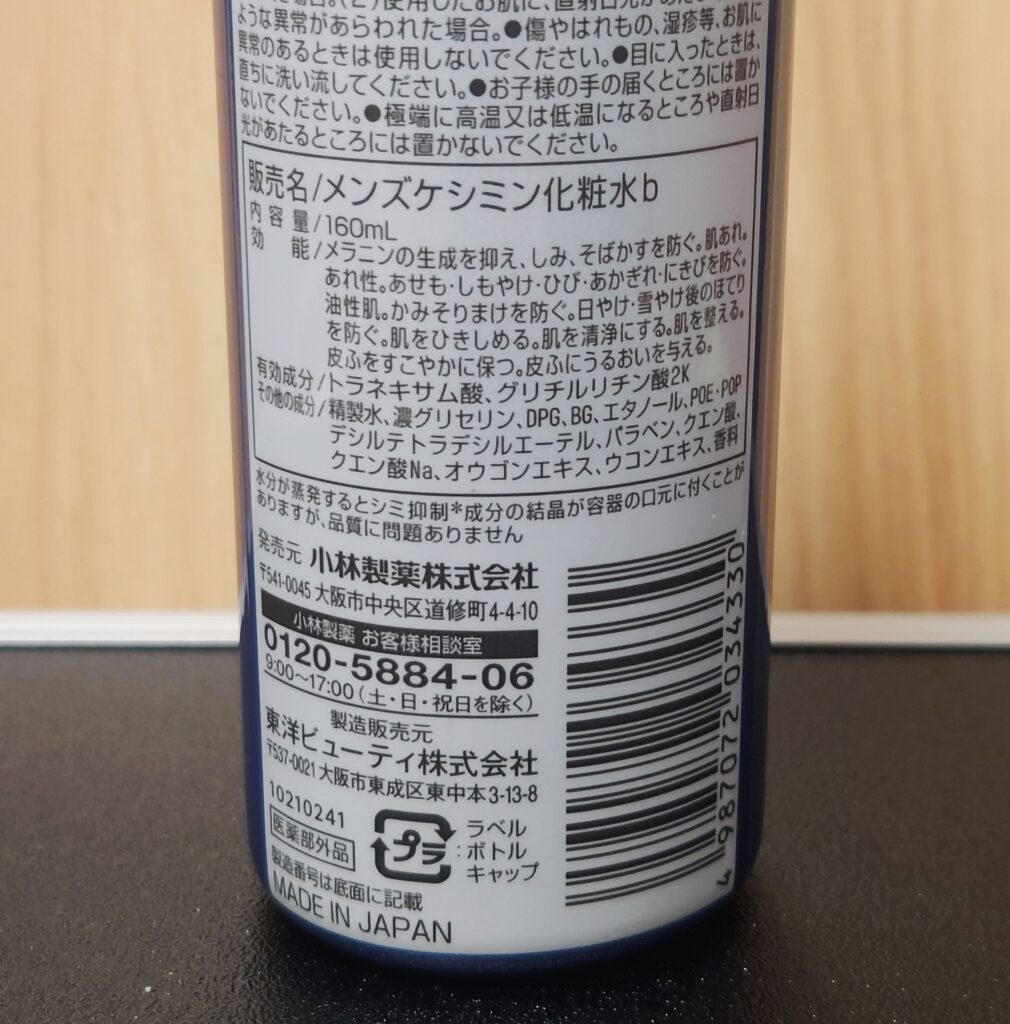 た場合。(2)使用したお肌に、直射日光があたって
ような異常があらわれた場合。●傷やはれもの、湿疹等、お肌に
異常のあるときは使用しないでください。●目に入ったときは、
直ちに洗い流してください。●お子様の手の届くところには置か
ないでください。●極端に高温又は低温になるところや直射日
光があたるところには置かないでください。
販売名/メンズケシミン化粧水b
内容量/160mL
効能/メラニンの生成を抑え、しみ、そばかすを防ぐ。肌あれ。
あれ性。あせも・しもやけ・ひび・あかぎれ・にきびを防ぐ。
油性肌。かみそりまけを防ぐ。日やけ・雪やけ後のほてり
を防ぐ。肌をひきしめる。肌を清浄にする。肌を整える。
皮ふをすこやかに保つ。皮ふにうるおいを与える。
有効成分/トラネキサム酸、グリチルリチン酸2K
その他の成分/精製水、濃グリセリン、DPG、BG、エタノール、POE・POP
デシルテトラデシルエーテル、パラベン、クエン酸、
クエン酸Na、オウゴンエキス、ウコンエキス、香料
水分が蒸発するとシミ抑制*成分の結晶が容器の口元に付くことが
ありますが、品質に問題ありません
発売元 小林製薬株式会社
〒541-0045 大阪市中央区道修町4-4-10
小林製薬 お客様相談室
0120-5884-06
9:00〜17:00(土・日・祝日を除く)
製造販売元
東洋ビューティ株式会社
〒537-0021 大阪市東成区東中本3-13-8
10210241
医薬部外品
プラ
ラベル
:ボトル
キャップ
製造番号は底面に記載
MADE IN JAPAN
4 987072 034330